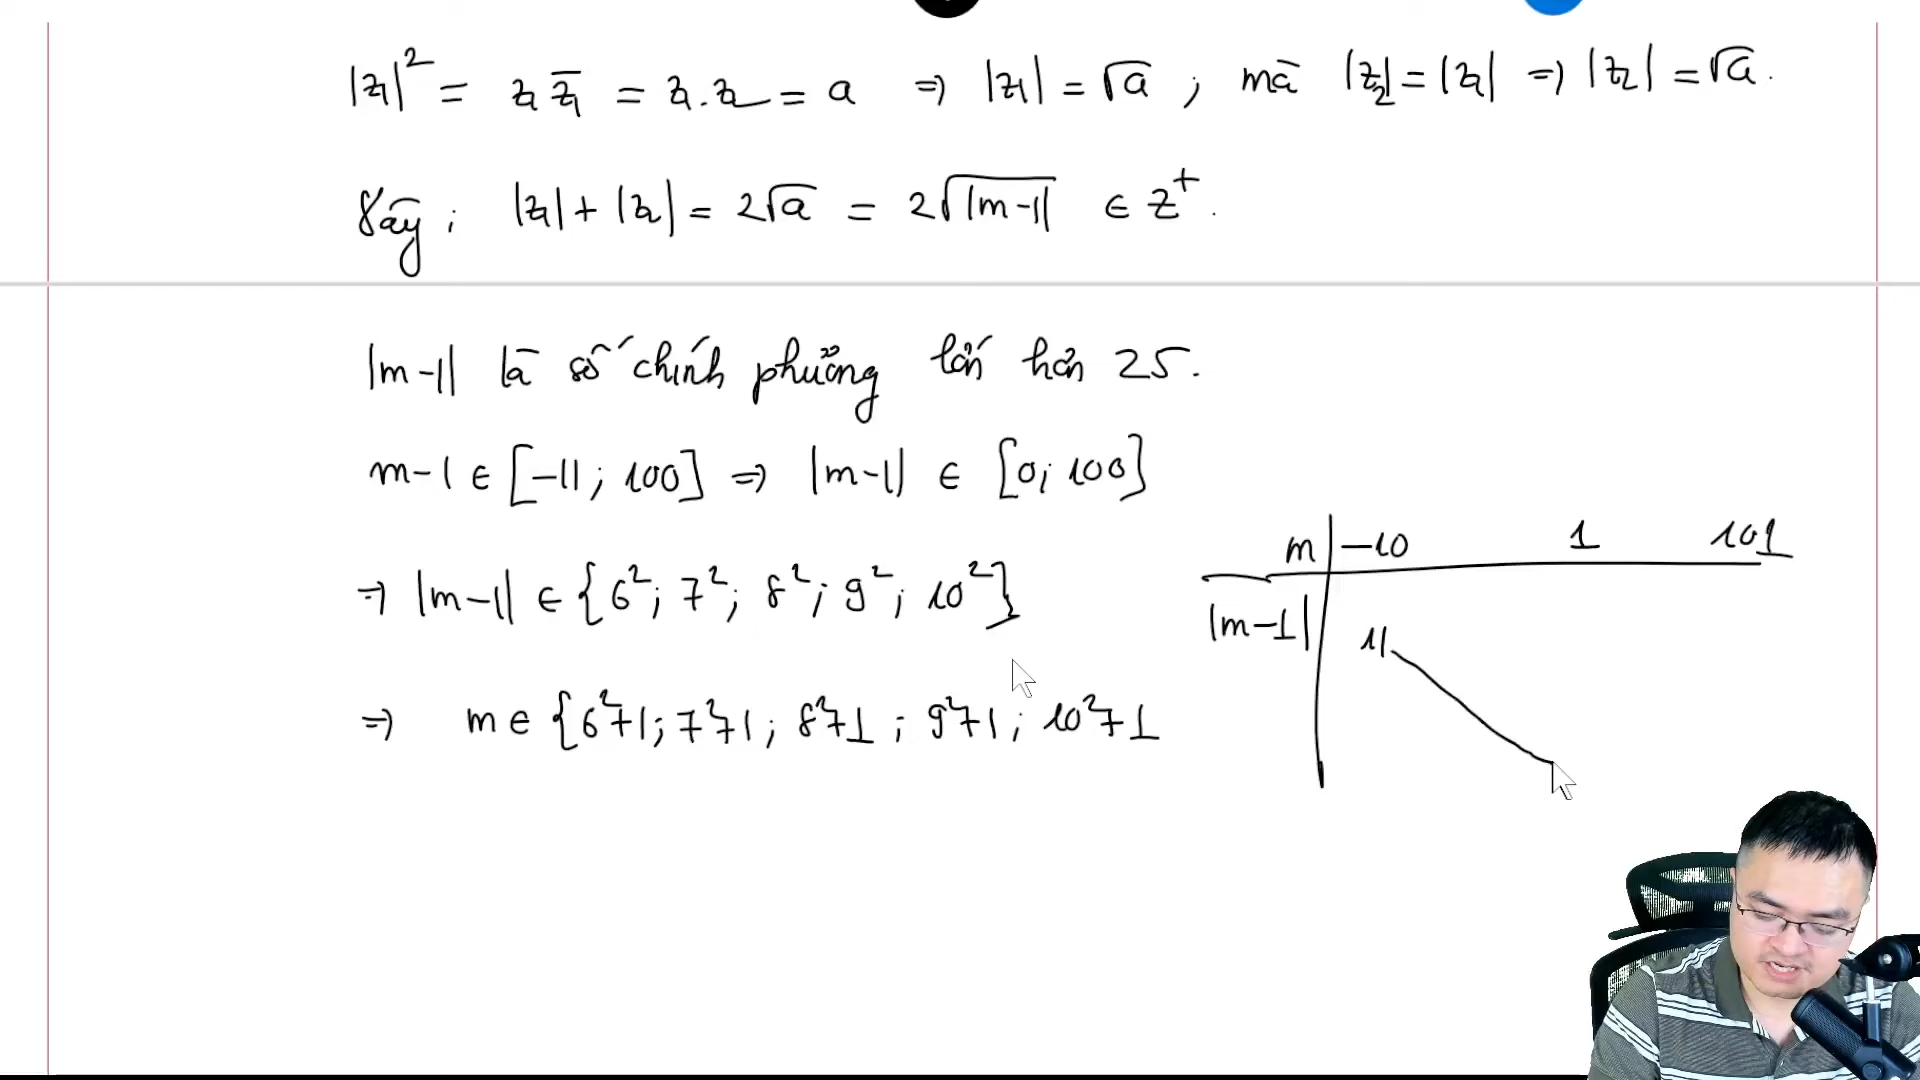 |z₁|² = z₁z̄₁ = z₁.z₂ = a ⇒ |z₁| = √a ; mà |z₂| = |z₁| ⇒ |z₂| = √a.
Vậy ; |z₁| + |z₂| = 2√a = 2√|m-1| ∈ Z⁺.
|m-1| là số chính phương lớn hơn 25.
m-1 ∈ [-11; 100] ⇒ |m-1| ∈ [0; 100]
⇒ |m-1| ∈ {6²; 7²; 8²; 9²; 10²}
⇒ m ∈ {6²+1; 7²+1; 8²+1; 9²+1; 10²+1
m -10 1 101
|m-1| 11